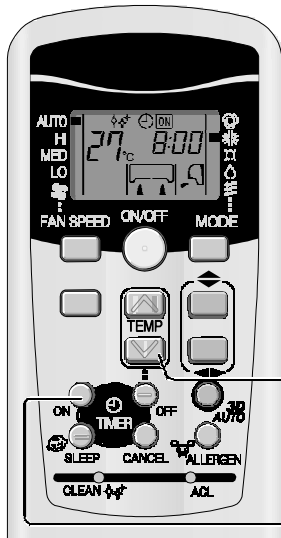 AUTO
HI
MED
LO
ON
27°C 8:00
FAN SPEED ON/OFF MODE
TEMP
ON OFF
TIMER
3D
AUTO
SLEEP CANCEL ALLERGEN
CLEAN ACL